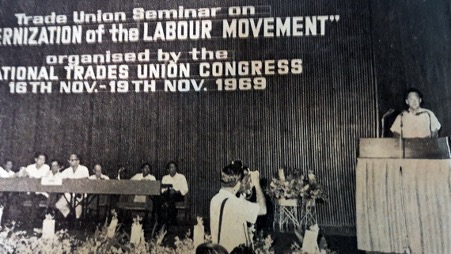 Trade Union Seminar on
ERNIZATION of the LABOUR MOVEMENT"
organised by the
ATIONAL TRADES UNION CONGRESS
16TH NOV.-19TH NOV. 1969